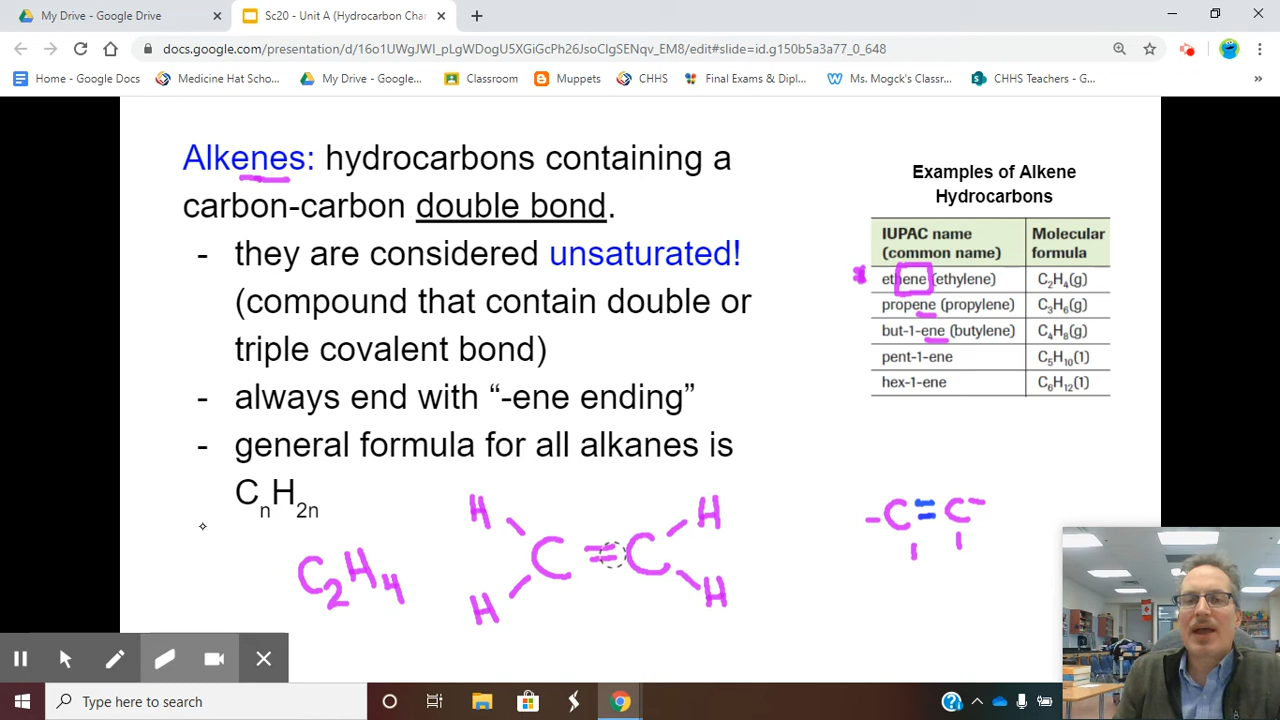 My Drive - Google Drive
Sc20 - Unit A (Hydrocarbon Cha
docs.google.com/presentation/d/16o1UWgJWI_pLGWDogU5XGiGcPh26JsoCIgSENqv_EM8/edit#slide=id.g150b5a3a77_0_648
Home - Google Docs
Medicine Hat Scho...
My Drive - Google...
Classroom
Muppets
CHHS
Final Exams & Dipl...
Ms. Mogck's Classr...
CHHS Teachers - G...
Alkenes: hydrocarbons containing a
carbon-carbon double bond.
- they are considered unsaturated!
(compound that contain double or
triple covalent bond)
- always end with “-ene ending”
- general formula for all alkanes is
CnH2n
Examples of Alkene
Hydrocarbons
IUPAC name (common name) Molecular formula
ethene (ethylene) C2H4(g)
propene (propylene) C3H6(g)
but-1-ene (butylene) C4H8(g)
pent-1-ene C5H10(l)
hex-1-ene C6H12(l)
C2H4
H H
C = C
H H
-C=C-
Type here to search